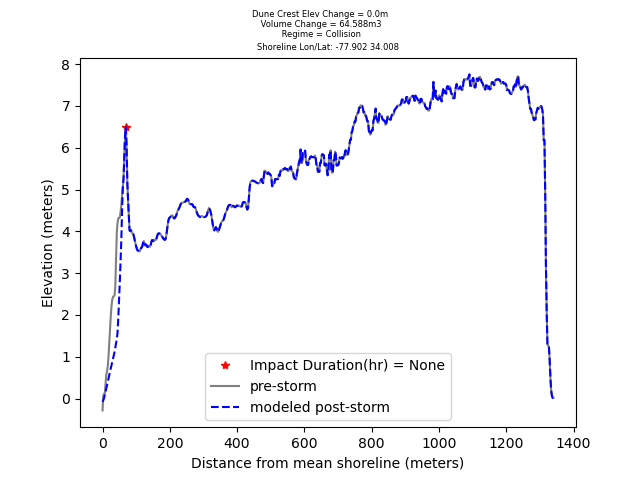 Dune Crest Elev Change = 0.0m
Volume Change = 64.588m3
Regime = Collision
Shoreline Lon/Lat: -77.902 34.008
8
7
6
5
4
3
2
1
0
Elevation (meters)
Impact Duration(hr) = None
pre-storm
modeled post-storm
0 200 400 600 800 1000 1200 1400
Distance from mean shoreline (meters)